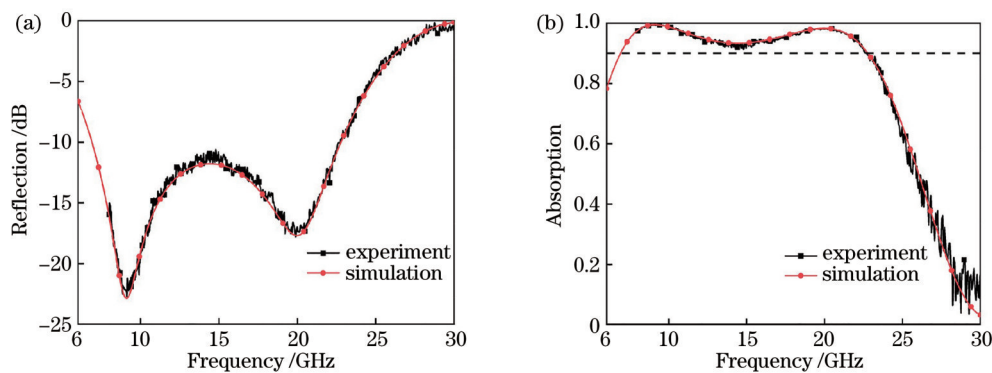 (a)
0
−5
−10
−15
−20
−25
Reflection /dB
experiment
simulation
6 10 15 20 25 30
Frequency /GHz
(b)
1.0
0.8
0.6
0.4
0.2
0
Absorption
experiment
simulation
6 10 15 20 25 30
Frequency /GHz